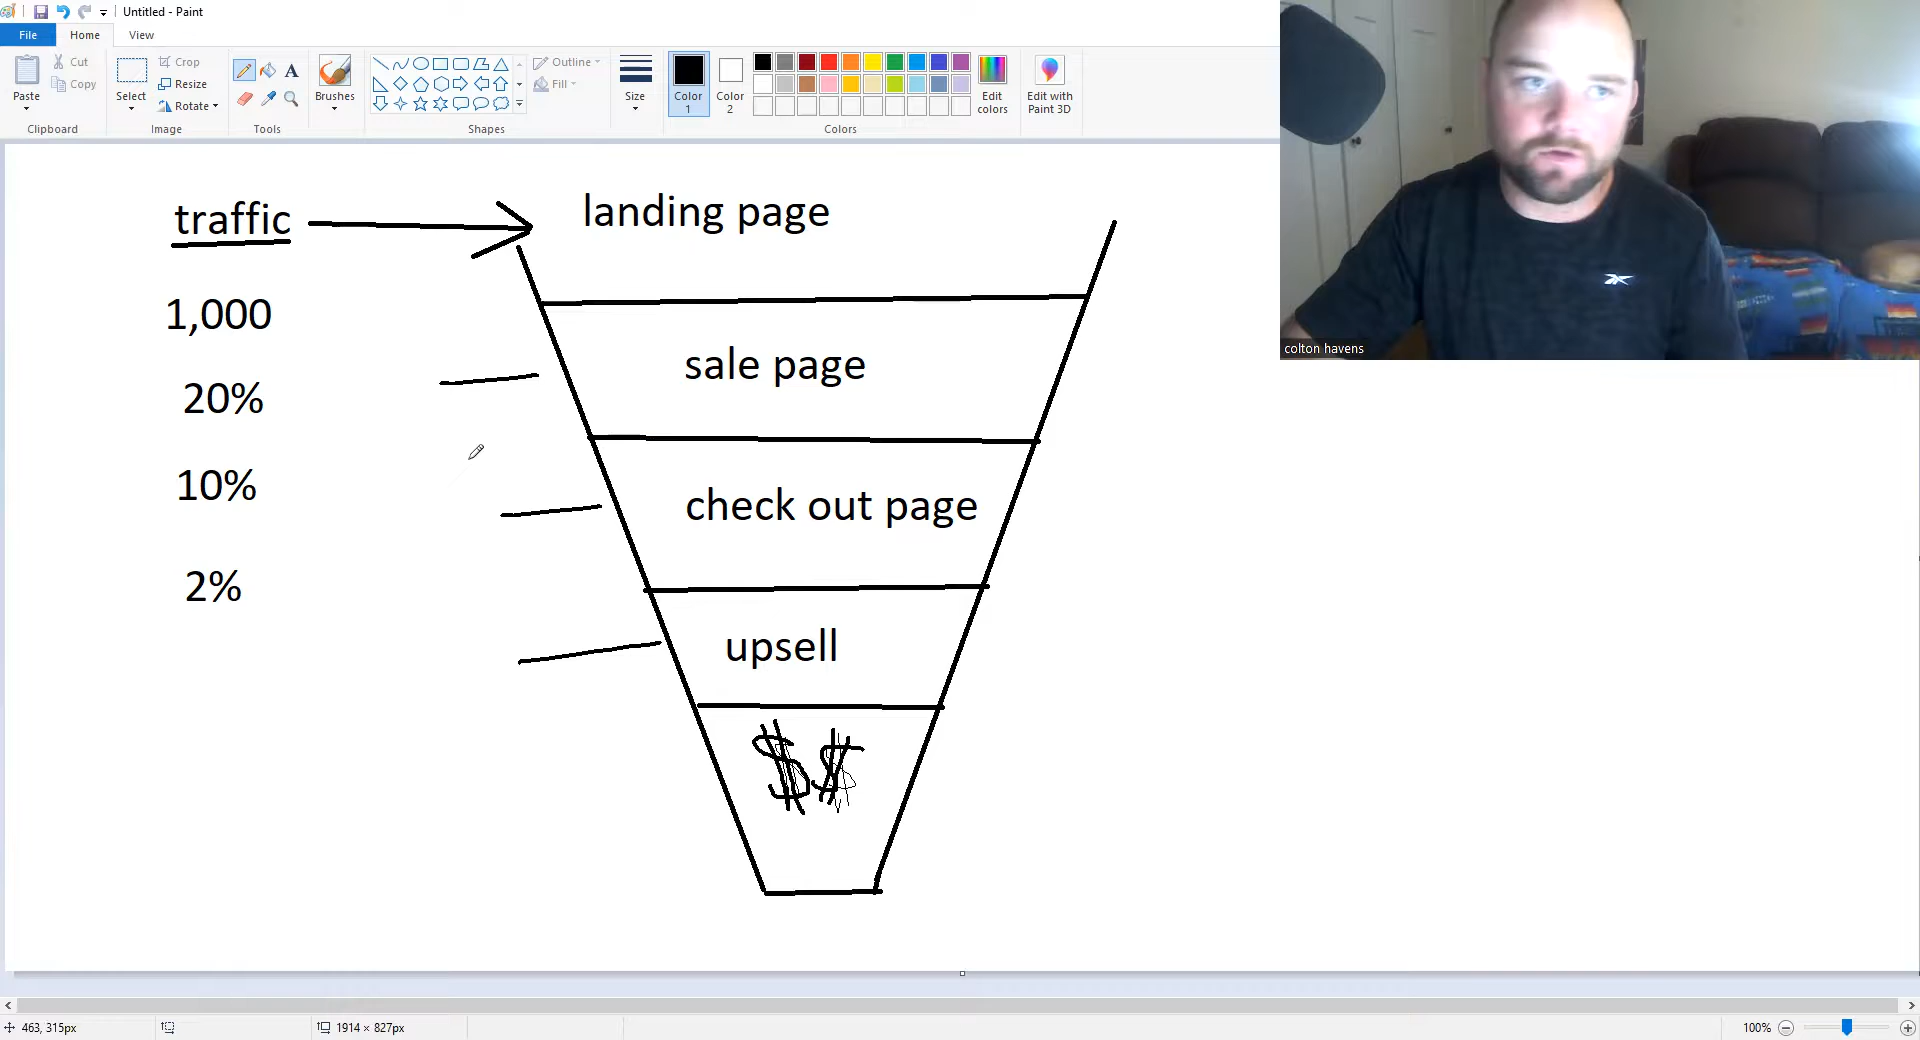 Untitled - Paint
File Home View
Paste
Cut
Copy
Clipboard
Select
Crop
Resize
Rotate
Image
A
Tools
Brushes
Outline
Fill
Shapes
Size
Color 1
Color 2
Edit colors
Colors
Edit with Paint 3D
colton havens
traffic
landing page
1,000
sale page
20%
10%
check out page
2%
upsell
$$
463, 315px
1914 × 827px
100%